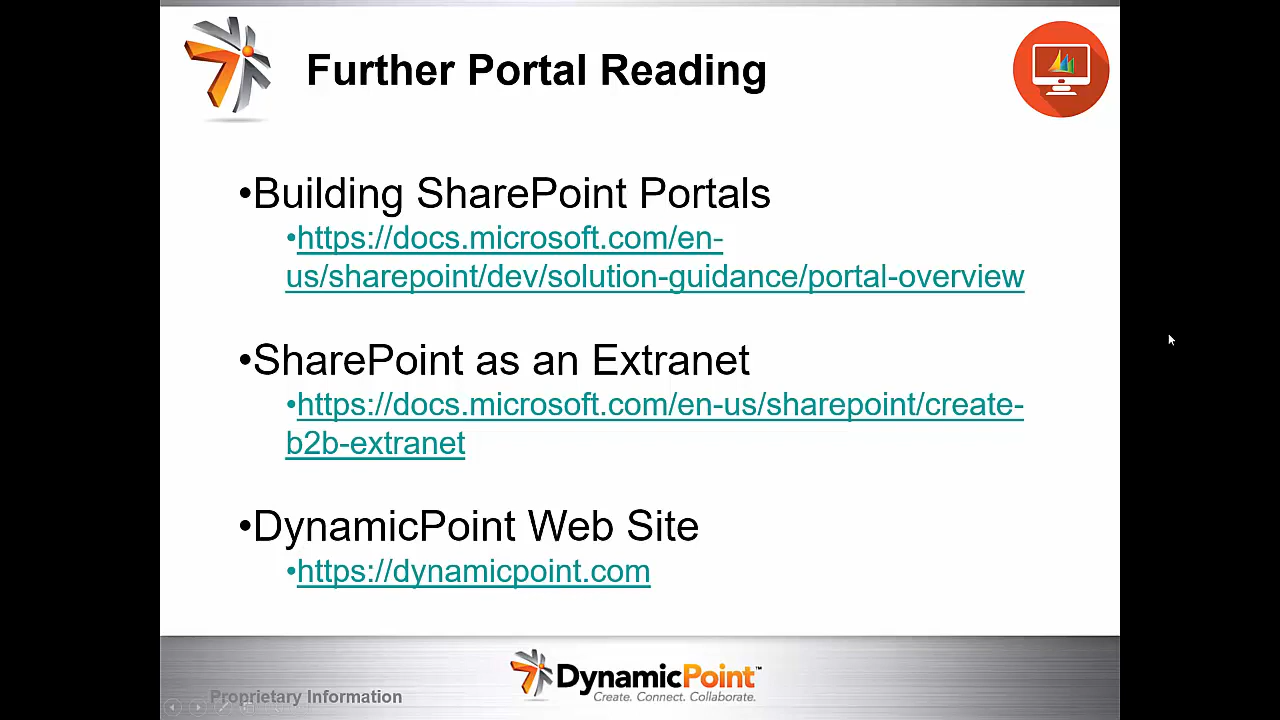 Further Portal Reading
•Building SharePoint Portals
•https://docs.microsoft.com/en-
us/sharepoint/dev/solution-guidance/portal-overview
•SharePoint as an Extranet
•https://docs.microsoft.com/en-us/sharepoint/create-
b2b-extranet
•DynamicPoint Web Site
•https://dynamicpoint.com
Proprietary Information
DynamicPoint™
Create. Connect. Collaborate.